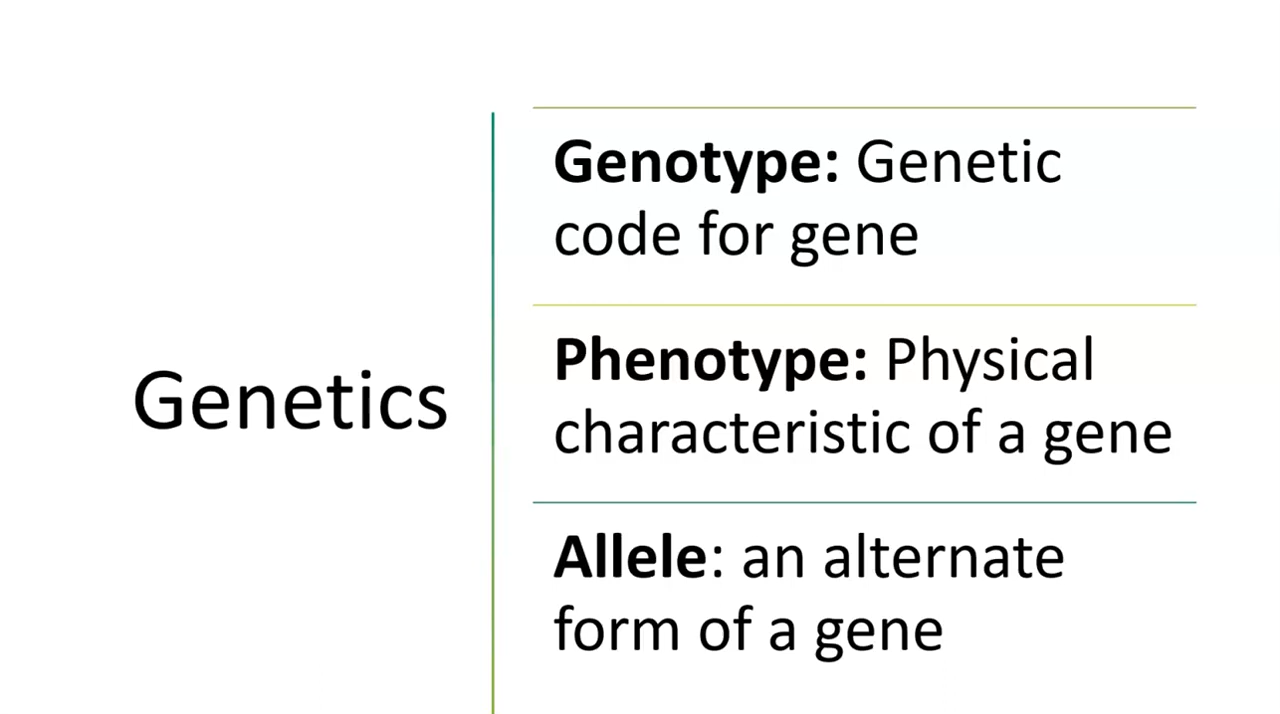 Genetics
Genotype: Genetic
code for gene
Phenotype: Physical
characteristic of a gene
Allele: an alternate
form of a gene